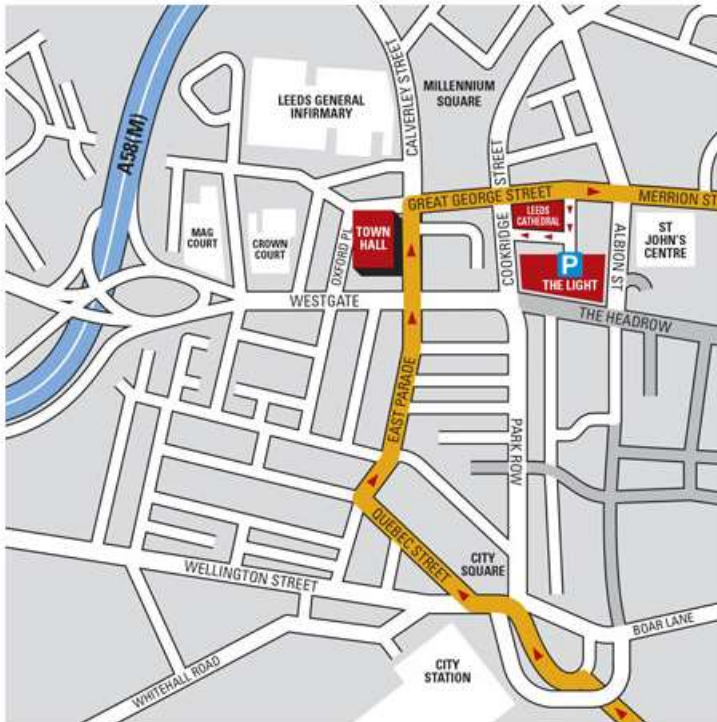 A58(M)
LEEDS GENERAL
INFIRMARY
CALVERLEY STREET
MILLENNIUM
SQUARE
COOKRIDGE STREET
GREAT GEORGE STREET
MERRION ST
MAG
COURT
CROWN
COURT
OXFORD PL
TOWN
HALL
LEEDS
CATHEDRAL
P
THE LIGHT
ALBION ST
ST
JOHN'S
CENTRE
WESTGATE
THE HEADROW
EAST PARADE
PARK ROW
QUEBEC STREET
CITY
SQUARE
WELLINGTON STREET
BOAR LANE
WHITEHALL ROAD
CITY
STATION